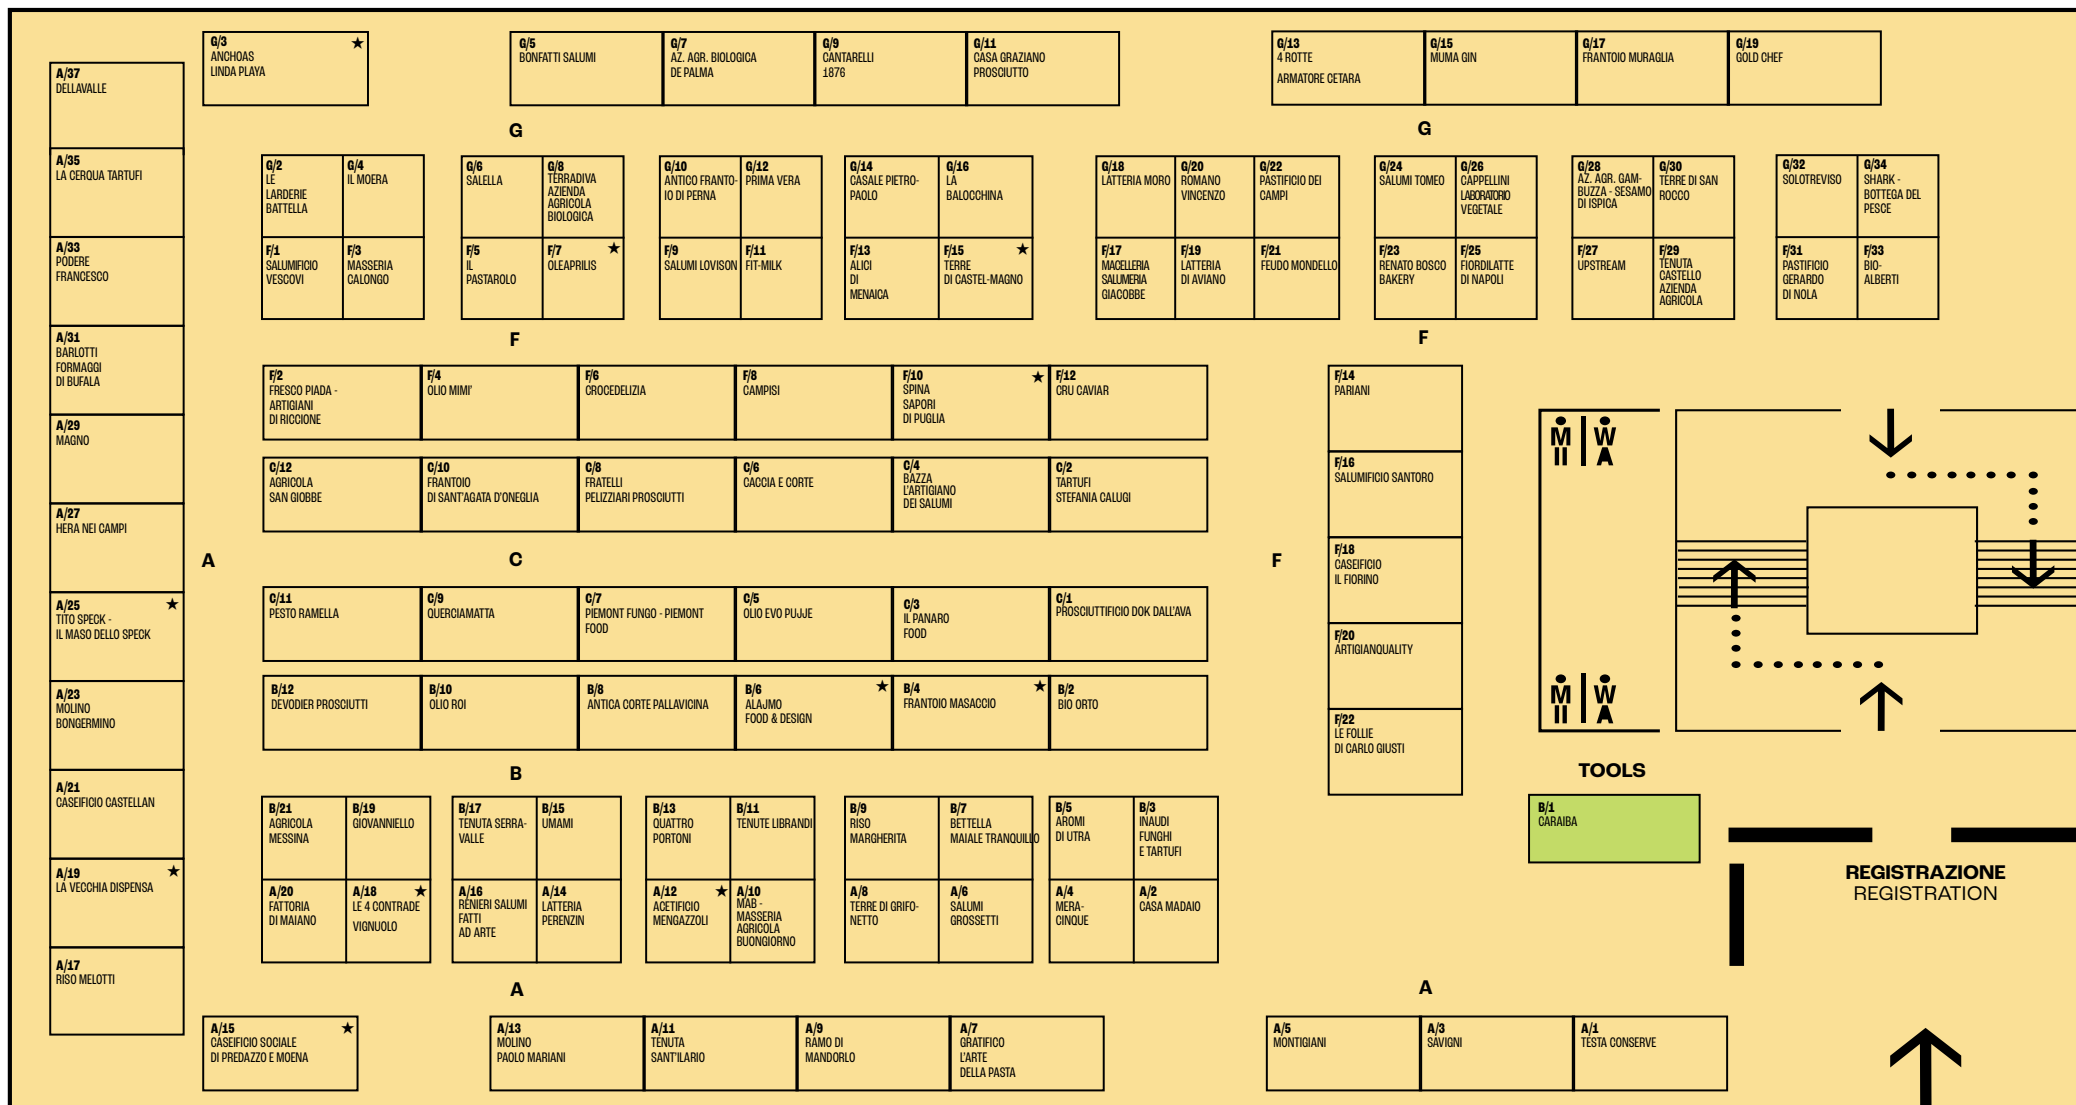 G/3
ANCHOAS
LINDA PLAYA
G/5
BONFATTI SALUMI
G/7
AZ. AGR. BIOLOGICA
DE PALMA
G/9
CANTARELLI
1876
G/11
CASA GRAZIANO
PROSCIUTTO
G/13
4 ROTTE
ARMATORE CETARA
G/15
MUMA GIN
G/17
FRANTOIO MURAGLIA
G/19
GOLD CHEF
A/37
DELLAVALLE
A/35
LA CERQUA TARTUFI
A/33
PODERE
FRANCESCO
A/31
BARLOTTI
FORMAGGI
DI BUFALA
A/29
MAGNO
A/27
HERA NEI CAMPI
A/25
TITO SPECK -
IL MASO DELLO SPECK
A/23
MOLINO
BONGERMINO
A/21
CASEIFICIO CASTELLAN
A/19
LA VECCHIA DISPENSA
A/17
RISO MELOTTI
G
G
G/2
LE
LARDERIE
BATTELLA
G/4
IL MOERA
G/6
SALELLA
G/8
TERRADIVA
AZIENDA
AGRICOLA
BIOLOGICA
G/10
ANTICO FRANTO-
IO DI PERNA
G/12
PRIMA VERA
G/14
CASALE PIETRO-
PAOLO
G/16
LA
BALOCCHINA
G/18
LATTERIA MORO
G/20
ROMANO
VINCENZO
G/22
PASTIFICIO DEI
CAMPI
G/24
SALUMI TOMEO
G/26
CAPPELLINI
LABORATORIO
VEGETALE
G/28
AZ. AGR. GAM-
BUZZA - SESAMO
DI ISPICA
G/30
TERRE DI SAN
ROCCO
G/32
SOLOTREVISO
G/34
SHARK -
BOTTEGA DEL
PESCE
F/1
SALUMIFICIO
VESCOVI
F/3
MASSERIA
CALONGO
F/5
IL
PASTAROLO
F/7
OLEAPRILIS
F/9
SALUMI LOVISON
F/11
FIT-MILK
F/13
ALICI
DI
MENAICA
F/15
TERRE
DI CASTEL-MAGNO
F/17
MACELLERIA
SALUMERIA
GIACOBBE
F/19
LATTERIA
DI AVIANO
F/21
FEUDO MONDELLO
F/23
RENATO BOSCO
BAKERY
F/25
FIORDILATTE
DI NAPOLI
F/27
UPSTREAM
F/29
TENUTA
CASTELLO
AZIENDA
AGRICOLA
F/31
PASTIFICIO
GERARDO
DI NOLA
F/33
BIO-
ALBERTI
F
F
F/2
FRESCO PIADA -
ARTIGIANI
DI RICCIONE
F/4
OLIO MIMI'
F/6
CROCEDELIZIA
F/8
CAMPISI
F/10
SPINA
SAPORI
DI PUGLIA
F/12
CRU CAVIAR
C/12
AGRICOLA
SAN GIOBBE
C/10
FRANTOIO
DI SANT'AGATA D'ONEGLIA
C/8
FRATELLI
PELIZZIARI PROSCIUTTI
C/6
CACCIA E CORTE
C/4
BAZZA
L'ARTIGIANO
DEI SALUMI
C/2
TARTUFI
STEFANIA CALUGI
A
C
F
F/14
PARIANI
F/16
SALUMIFICIO SANTORO
F/18
CASEIFICIO
IL FIORINO
F/20
ARTIGIANQUALITY
F/22
LE FOLLIE
DI CARLO GIUSTI
M W
M W
C/11
PESTO RAMELLA
C/9
QUERCIAMATTA
C/7
PIEMONT FUNGO - PIEMONT
FOOD
C/5
OLIO EVO PUJJE
C/3
IL PANARO
FOOD
C/1
PROSCIUTTIFICIO DOK DALL'AVA
B/12
DEVODIER PROSCIUTTI
B/10
OLIO ROI
B/8
ANTICA CORTE PALLAVICINA
B/6
ALAJMO
FOOD & DESIGN
B/4
FRANTOIO MASACCIO
B/2
BIO ORTO
B
TOOLS
B/1
CARAIBA
B/21
AGRICOLA
MESSINA
B/19
GIOVANNIELLO
B/17
TENUTA SERRA-
VALLE
B/15
UMAMI
B/13
QUATTRO
PORTONI
B/11
TENUTE LIBRANDI
B/9
RISO
MARGHERITA
B/7
BETTELLA
MAIALE TRANQUILLO
B/5
AROMI
DI UTRA
B/3
INAUDI
FUNGHI
E TARTUFI
A/20
FATTORIA
DI MAIANO
A/18
LE 4 CONTRADE
VIGNUOLO
A/16
RENIERI SALUMI
FATTI
AD ARTE
A/14
LATTERIA
PERENZIN
A/12
ACETIFICIO
MENGAZZOLI
A/10
MAB -
MASSERIA
AGRICOLA
BUONGIORNO
A/8
TERRE DI GRIFO-
NETTO
A/6
SALUMI
GROSSETTI
A/4
MERA-
CINQUE
A/2
CASA MADAIO
REGISTRAZIONE
REGISTRATION
A
A
A/15
CASEIFICIO SOCIALE
DI PREDAZZO E MOENA
A/13
MOLINO
PAOLO MARIANI
A/11
TENUTA
SANT'ILARIO
A/9
RAMO DI
MANDORLO
A/7
GRATIFICO
L'ARTE
DELLA PASTA
A/5
MONTIGIANI
A/3
SAVIGNI
A/1
TESTA CONSERVE